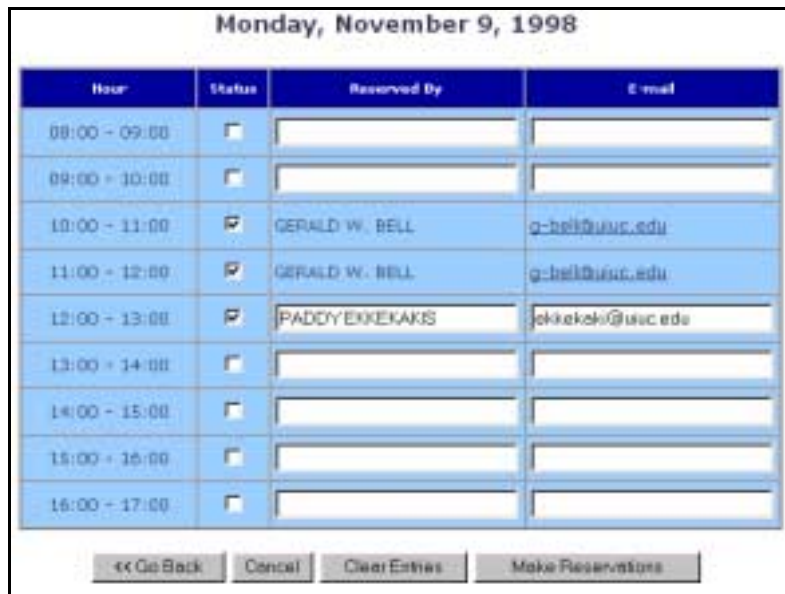 Monday, November 9, 1998
Hour Status Reserved By E-mail
08:00 - 09:00
09:00 - 10:00
10:00 - 11:00 GERALD W. BELL g-bell@uiuc.edu
11:00 - 12:00 GERALD W. BELL g-bell@uiuc.edu
12:00 - 13:00 PADDY EKKEKAKIS ekkekaki@uiuc.edu
13:00 - 14:00
14:00 - 15:00
15:00 - 16:00
16:00 - 17:00
<< Go Back Cancel Clear Entries Make Reservations